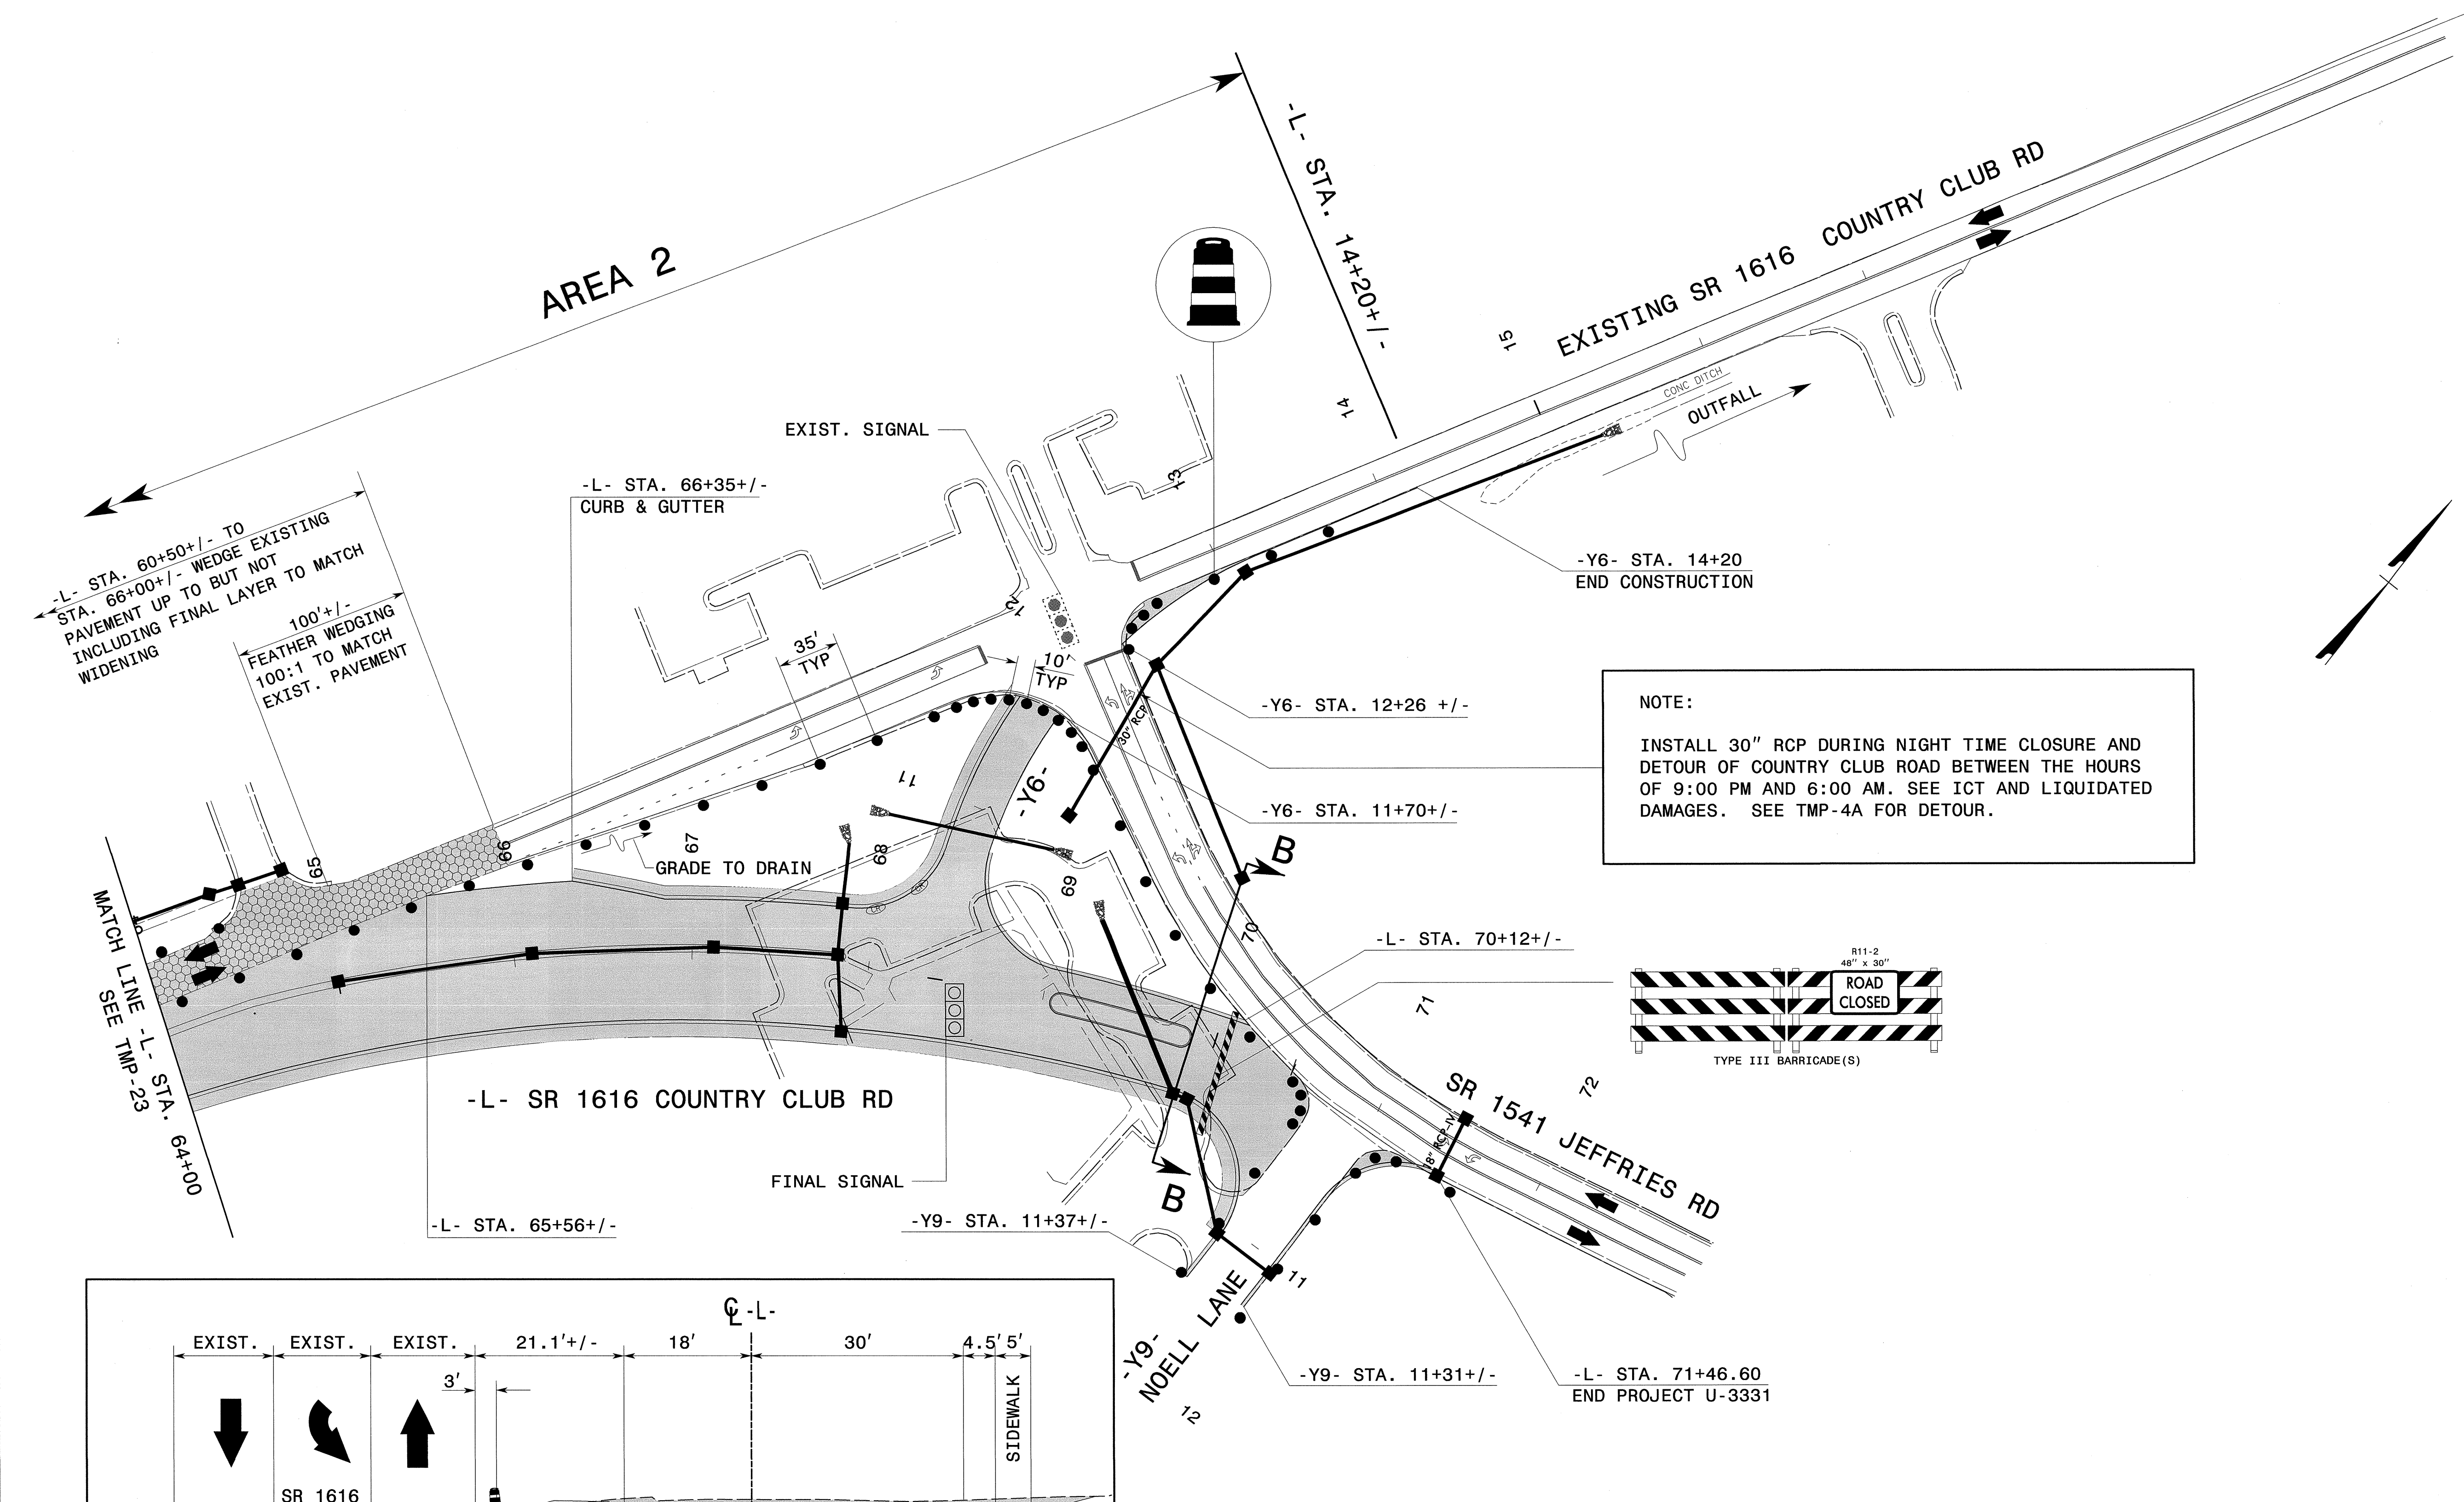 AREA 2
-L- STA. 14+20+/-
EXISTING SR 1616 COUNTRY CLUB RD
15
14
13
12
11
CONC DITCH
OUTFALL
EXIST. SIGNAL
-L- STA. 66+35+/-
CURB & GUTTER
-L- STA. 60+50+/- TO
STA. 66+00+/- WEDGE EXISTING
PAVEMENT UP TO BUT NOT
INCLUDING FINAL LAYER TO MATCH
WIDENING
100'+/-
FEATHER WEDGING
100:1 TO MATCH
EXIST. PAVEMENT
35'
TYP
10'
TYP
-Y6- STA. 14+20
END CONSTRUCTION
-Y6- STA. 12+26 +/-
30" RCP
NOTE:
INSTALL 30" RCP DURING NIGHT TIME CLOSURE AND
DETOUR OF COUNTRY CLUB ROAD BETWEEN THE HOURS
OF 9:00 PM AND 6:00 AM. SEE ICT AND LIQUIDATED
DAMAGES. SEE TMP-4A FOR DETOUR.
-Y6- STA. 11+70+/-
-Y6-
65
66
67
68
69
70
71
72
GRADE TO DRAIN
B
-L- STA. 70+12+/-
R11-2
48" x 30"
ROAD
CLOSED
TYPE III BARRICADE(S)
MATCH LINE -L- STA. 64+00
SEE TMP-23
-L- SR 1616 COUNTRY CLUB RD
SR 1541 JEFFRIES RD
18" RCP-IV
FINAL SIGNAL
B
-L- STA. 65+56+/-
-Y9- STA. 11+37+/-
11
-Y9-
NOELL LANE
12
-Y9- STA. 11+31+/-
-L- STA. 71+46.60
END PROJECT U-3331
℄ -L-
EXIST. EXIST. EXIST. 21.1'+/- 18' 30' 4.5' 5'
3'
SIDEWALK
SR 1616